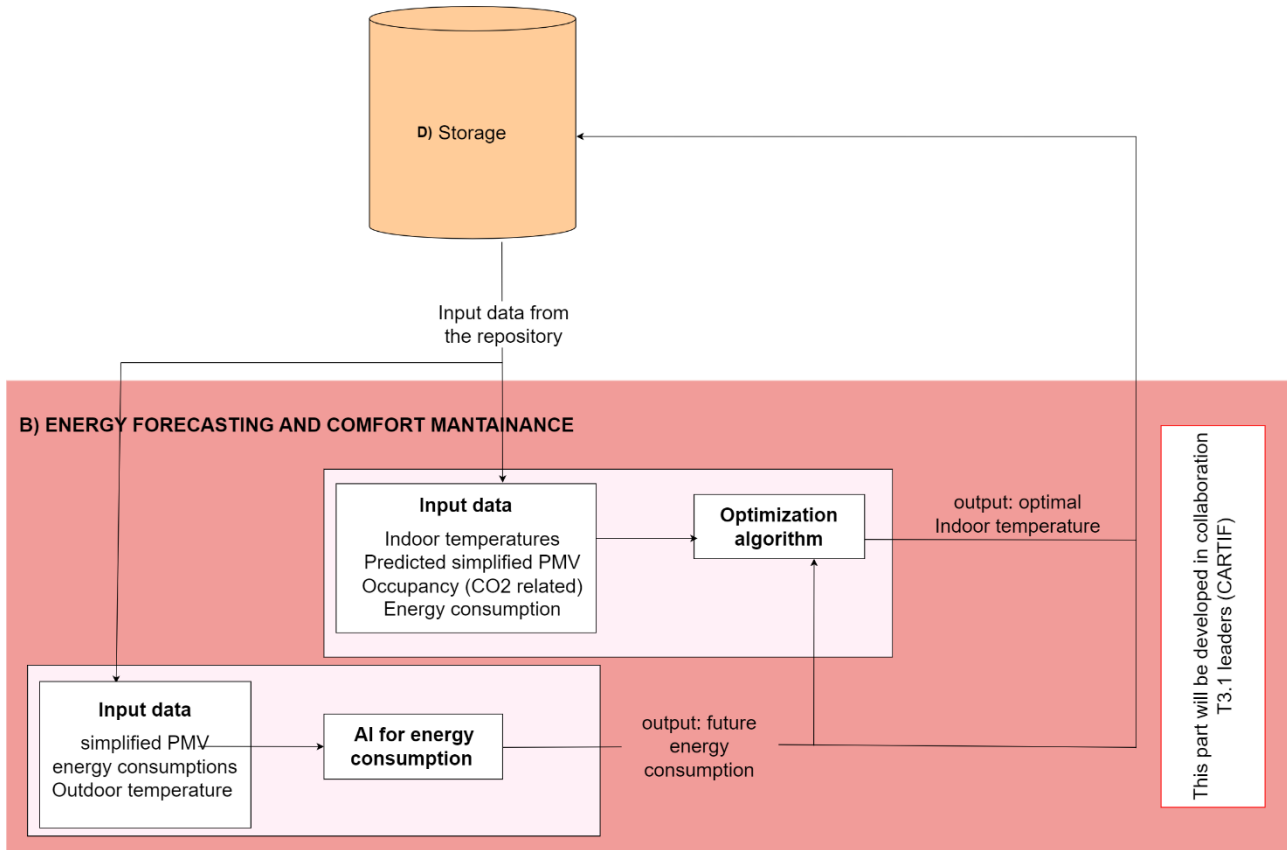 D) Storage
Input data from
the repository
B) ENERGY FORECASTING AND COMFORT MANTAINANCE
Input data
Indoor temperatures
Predicted simplified PMV
Occupancy (CO2 related)
Energy consumption
Optimization
algorithm
output: optimal
Indoor temperature
Input data
simplified PMV
energy consumptions
Outdoor temperature
AI for energy
consumption
output: future
energy
consumption
This part will be developed in collaboration
T3.1 leaders (CARTIF)